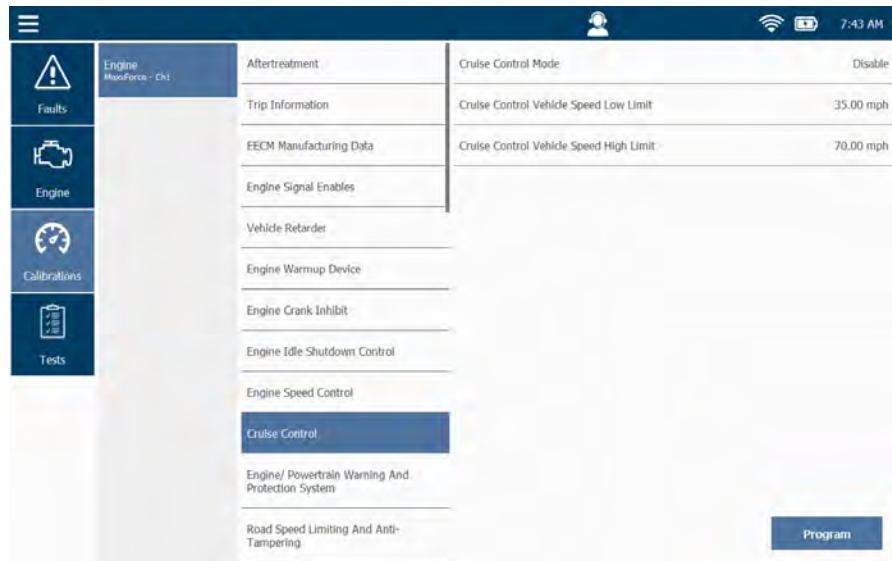 7:43 AM
Faults
Engine
Calibrations
Tests
Engine
MaxxForce - Ch1
Aftertreatment
Trip Information
EECM Manufacturing Data
Engine Signal Enables
Vehicle Retarder
Engine Warmup Device
Engine Crank Inhibit
Engine Idle Shutdown Control
Engine Speed Control
Cruise Control
Engine/ Powertrain Warning And
Protection System
Road Speed Limiting And Anti-
Tampering
Cruise Control Mode Disable
Cruise Control Vehicle Speed Low Limit 35.00 mph
Cruise Control Vehicle Speed High Limit 70.00 mph
Program